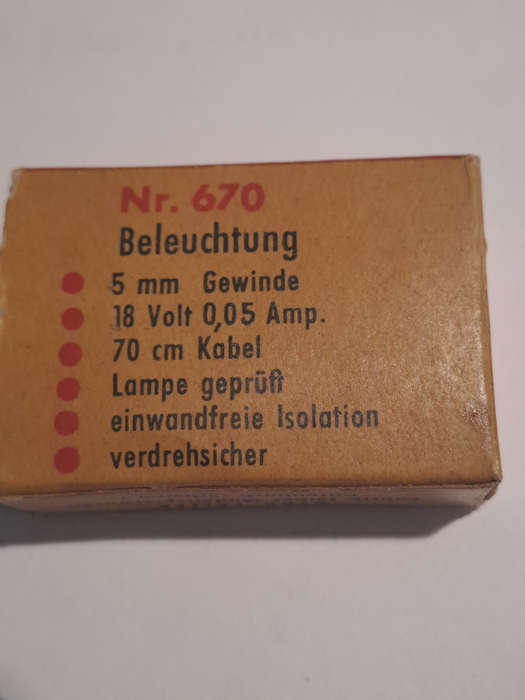 Nr. 670
Beleuchtung
5 mm Gewinde
18 Volt 0,05 Amp.
70 cm Kabel
Lampe geprüft
einwandfreie Isolation
verdrehsicher